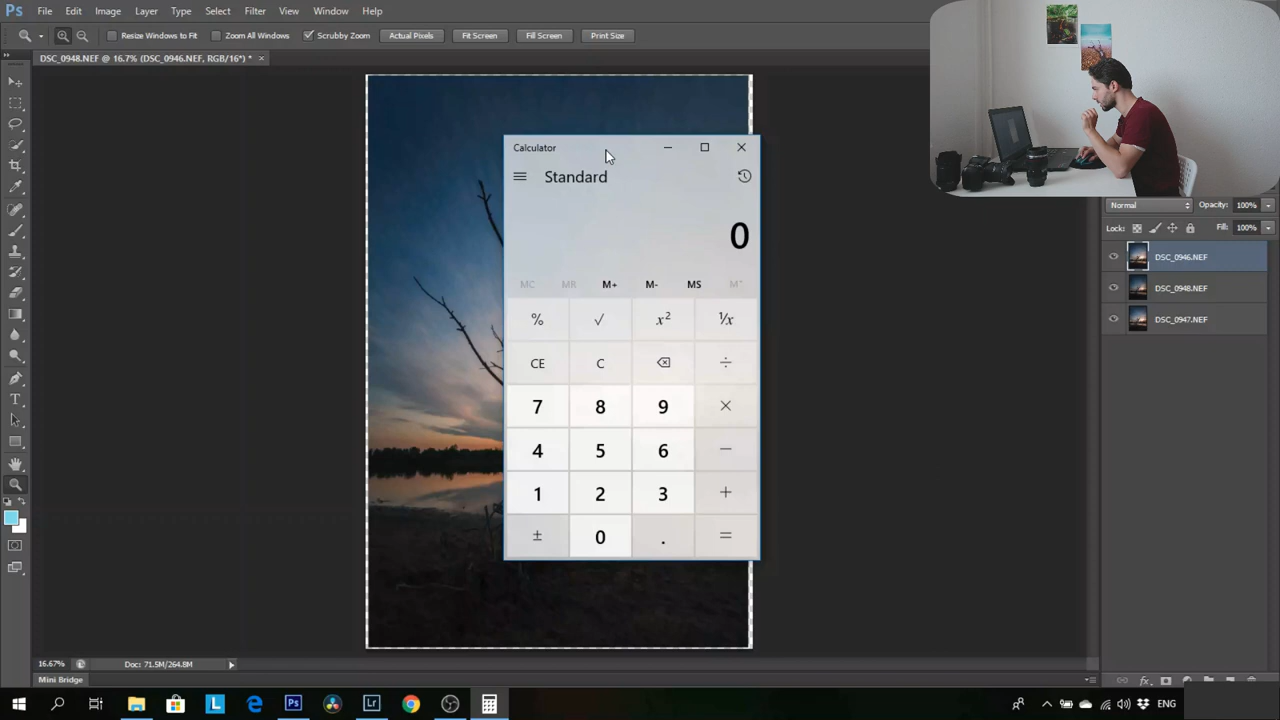 Ps File Edit Image Layer Type Select Filter View Window Help
Resize Windows to Fit Zoom All Windows Scrubby Zoom Actual Pixels Fit Screen Fill Screen Print Size
DSC_0948.NEF @ 16.7% (DSC_0946.NEF, RGB/16*) * ×
Calculator
Standard
0
MC MR M+ M- MS M˅
% √ x² ¹/x
CE C ÷
7 8 9 ×
4 5 6 −
1 2 3 +
± 0 . =
Normal Opacity: 100%
Lock: Fill: 100%
DSC_0946.NEF
DSC_0948.NEF
DSC_0947.NEF
T
16.67% Doc: 71.5M/264.8M
Mini Bridge
fx
L Ps Lr ENG